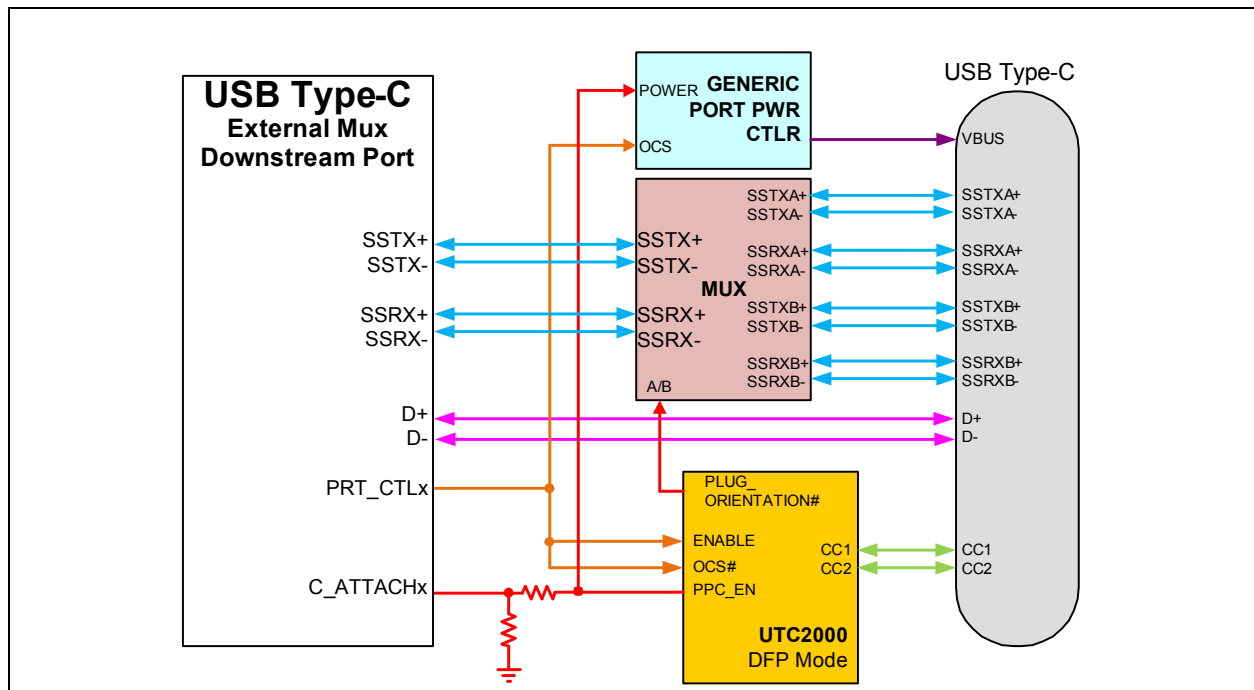 USB Type-C
External Mux
Downstream Port
SSTX+
SSTX-
SSRX+
SSRX-
D+
D-
PRT_CTLx
C_ATTACHx
GENERIC
PORT PWR
CTLR
POWER
OCS
SSTX+
SSTX-
SSRX+
SSRX-
MUX
A/B
SSTXA+
SSTXA-
SSRXA+
SSRXA-
SSTXB+
SSTXB-
SSRXB+
SSRXB-
PLUG_
ORIENTATION#
ENABLE
OCS#
PPC_EN
CC1
CC2
UTC2000
DFP Mode
USB Type-C
VBUS
SSTXA+
SSTXA-
SSRXA+
SSRXA-
SSTXB+
SSTXB-
SSRXB+
SSRXB-
D+
D-
CC1
CC2